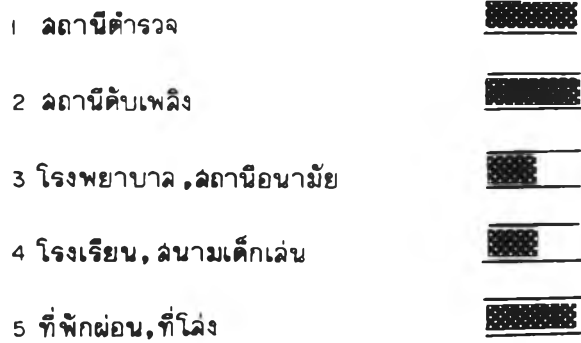 1 สถานีตำรวจ
2 สถานีดับเพลิง
3 โรงพยาบาล,สถานีอนามัย
4 โรงเรียน,สนามเด็กเล่น
5 ที่พักผ่อน,ที่โล่ง